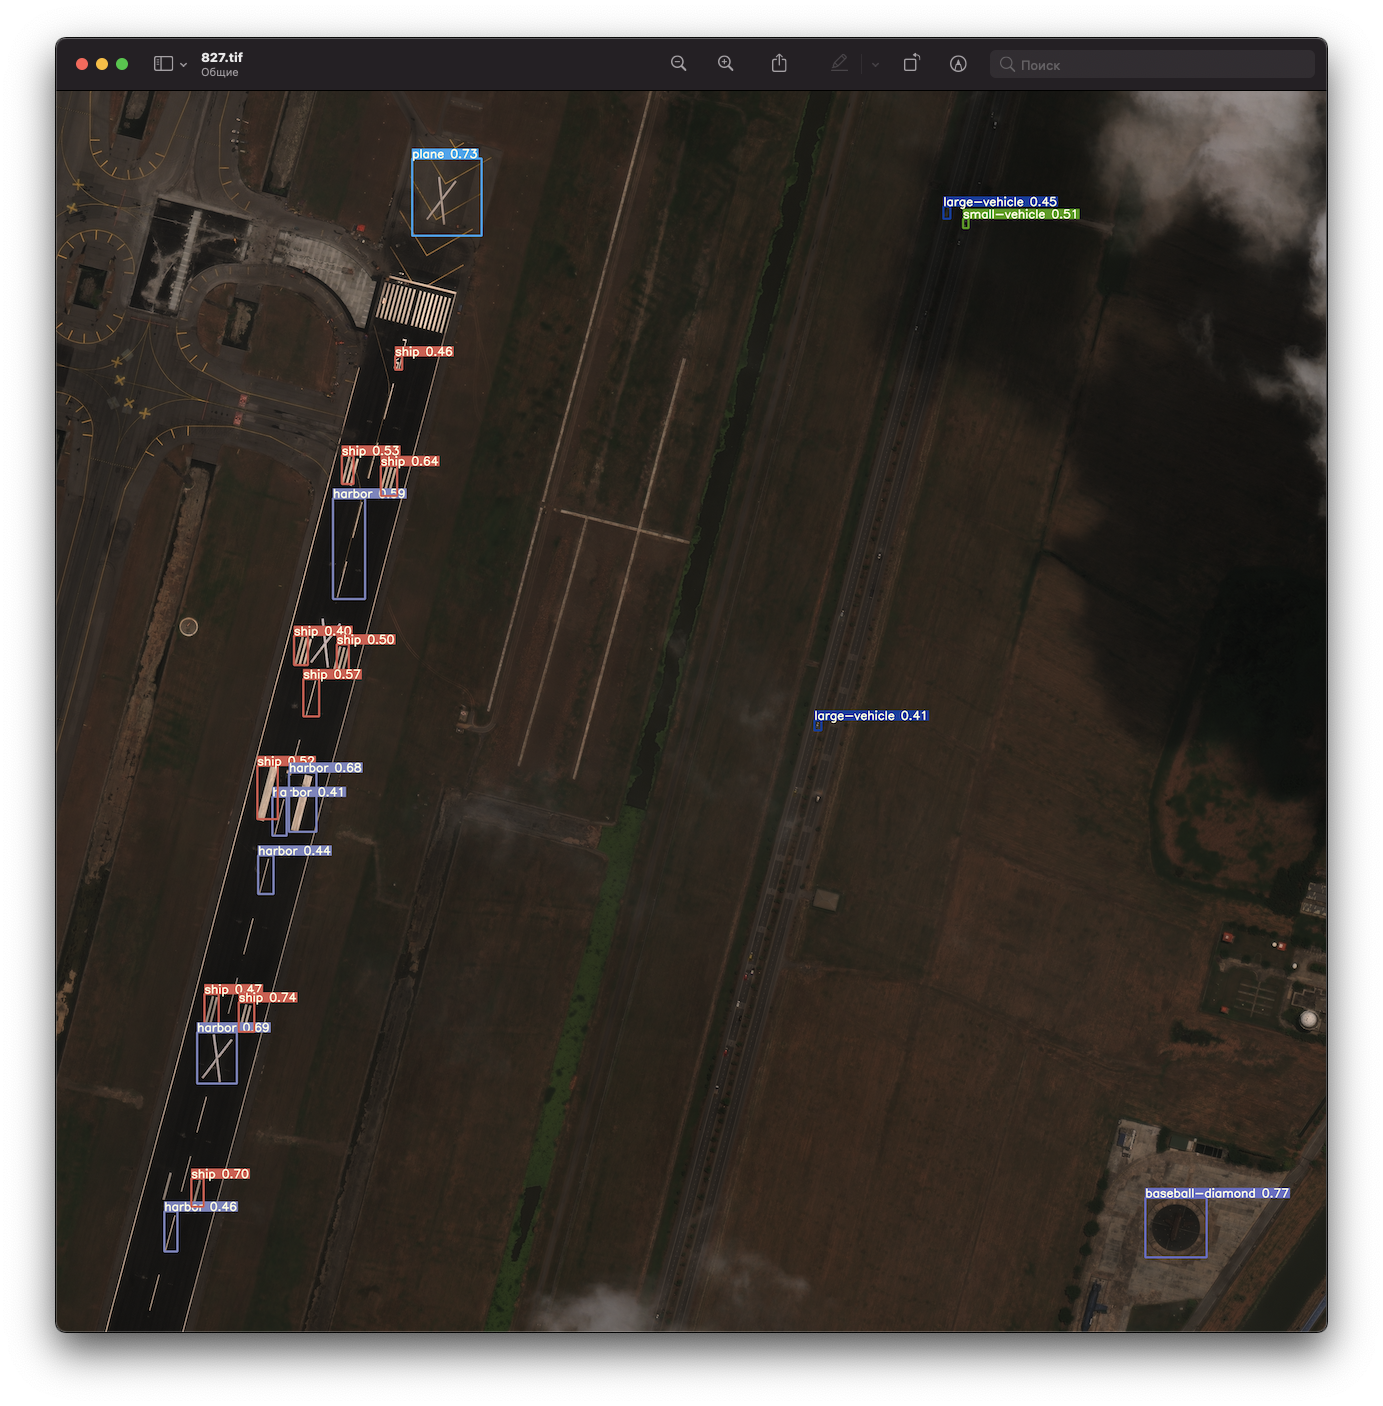 827.tif
Общие
Поиск
plane 0.73
large-vehicle 0.45
small-vehicle 0.51
ship 0.46
ship 0.53
ship 0.64
harbor 0.59
ship 0.40
ship 0.50
ship 0.57
large-vehicle 0.41
ship 0.52
harbor 0.68
harbor 0.41
harbor 0.44
ship 0.47
ship 0.74
harbor 0.69
ship 0.70
baseball-diamond 0.77
harbor 0.46